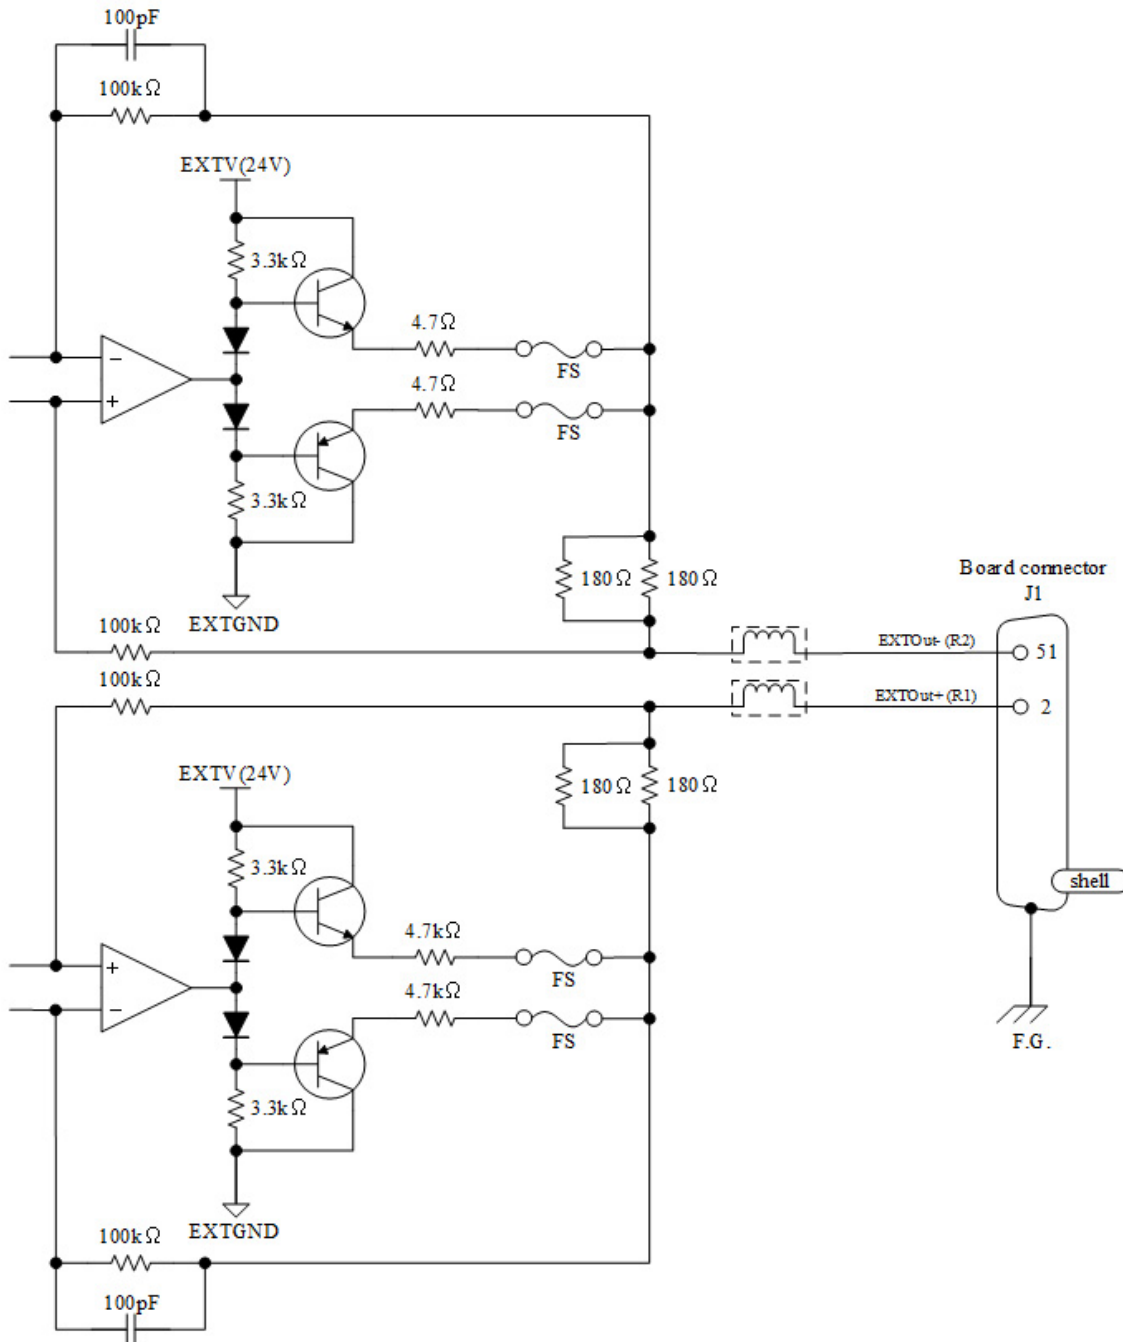 100pF
100kΩ
EXTV(24V)
3.3kΩ
4.7Ω
FS
4.7Ω
FS
−
+
3.3kΩ
EXTGND
180Ω
180Ω
Board connector
J1
100kΩ
EXTOut- (R2)
51
100kΩ
EXTOut+ (R1)
2
EXTV(24V)
180Ω
180Ω
3.3kΩ
shell
4.7kΩ
FS
4.7kΩ
FS
+
−
F.G.
3.3kΩ
EXTGND
100kΩ
100pF